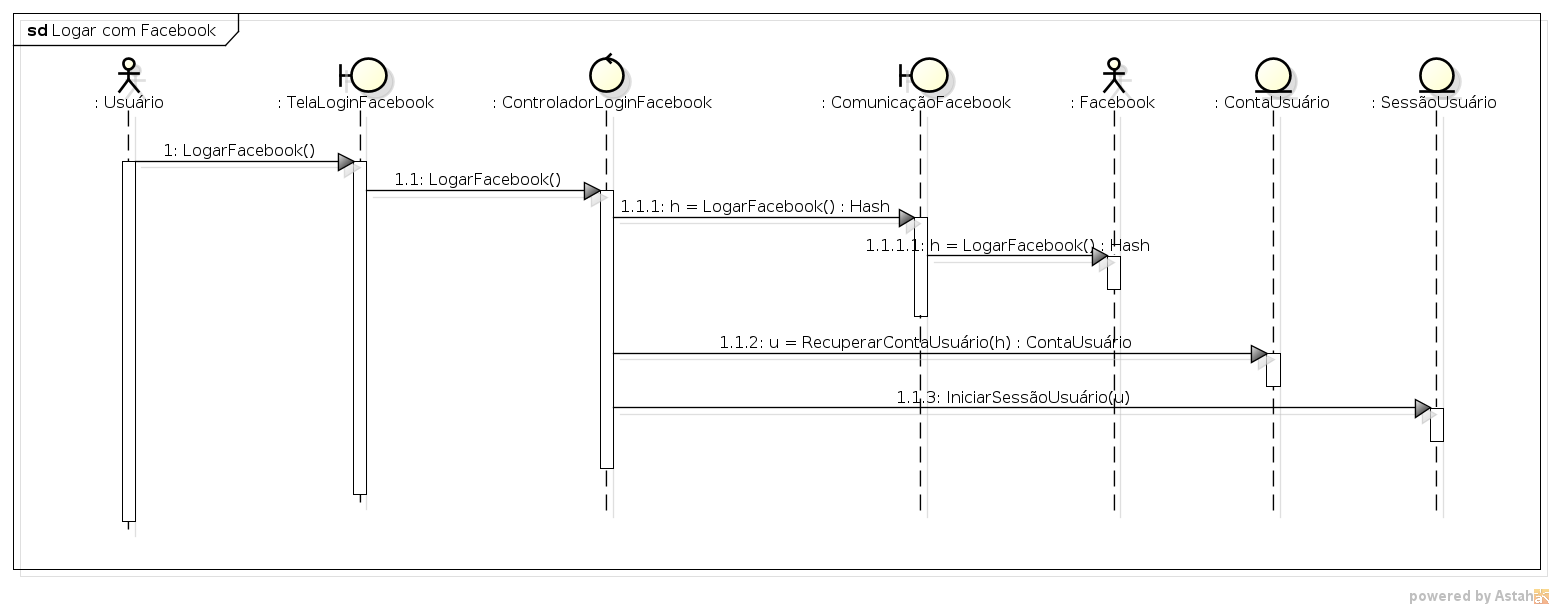 sd Logar com Facebook
: Usuário
: TelaLoginFacebook
: ControladorLoginFacebook
: ComunicaçãoFacebook
: Facebook
: ContaUsuário
: SessãoUsuário
1: LogarFacebook()
1.1: LogarFacebook()
1.1.1: h = LogarFacebook() : Hash
1.1.1.1: h = LogarFacebook() : Hash
1.1.2: u = RecuperarContaUsuário(h) : ContaUsuário
1.1.3: IniciarSessãoUsuário(u)
powered by Astah